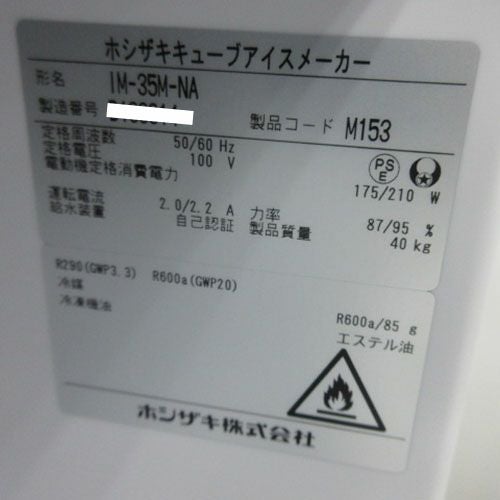 ホシザキキューブアイスメーカー
形名 IM-35M-NA
製造番号
製品コード M153
定格周波数 50/60 Hz
定格電圧 100 V
電動機定格消費電力 175/210 W
PSE
運転電流 2.0/2.2 A 力率 87/95 %
給水装置 自己認証 製品質量 40 kg
R290(GWP3.3) R600a(GWP20)
冷媒 R600a/85 g
冷凍機油 エステル油
ホシザキ株式会社